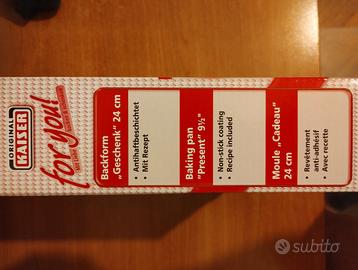 ORIGINAL
KAISER
for you!
Backform
„Geschenk" 24 cm
• Antihaftbeschichtet
• Mit Rezept
Baking pan
"Present" 9½"
• Non-stick coating
• Recipe included
Moule „Cadeau"
24 cm
• Revêtement
anti-adhésif
• Avec recette
subito